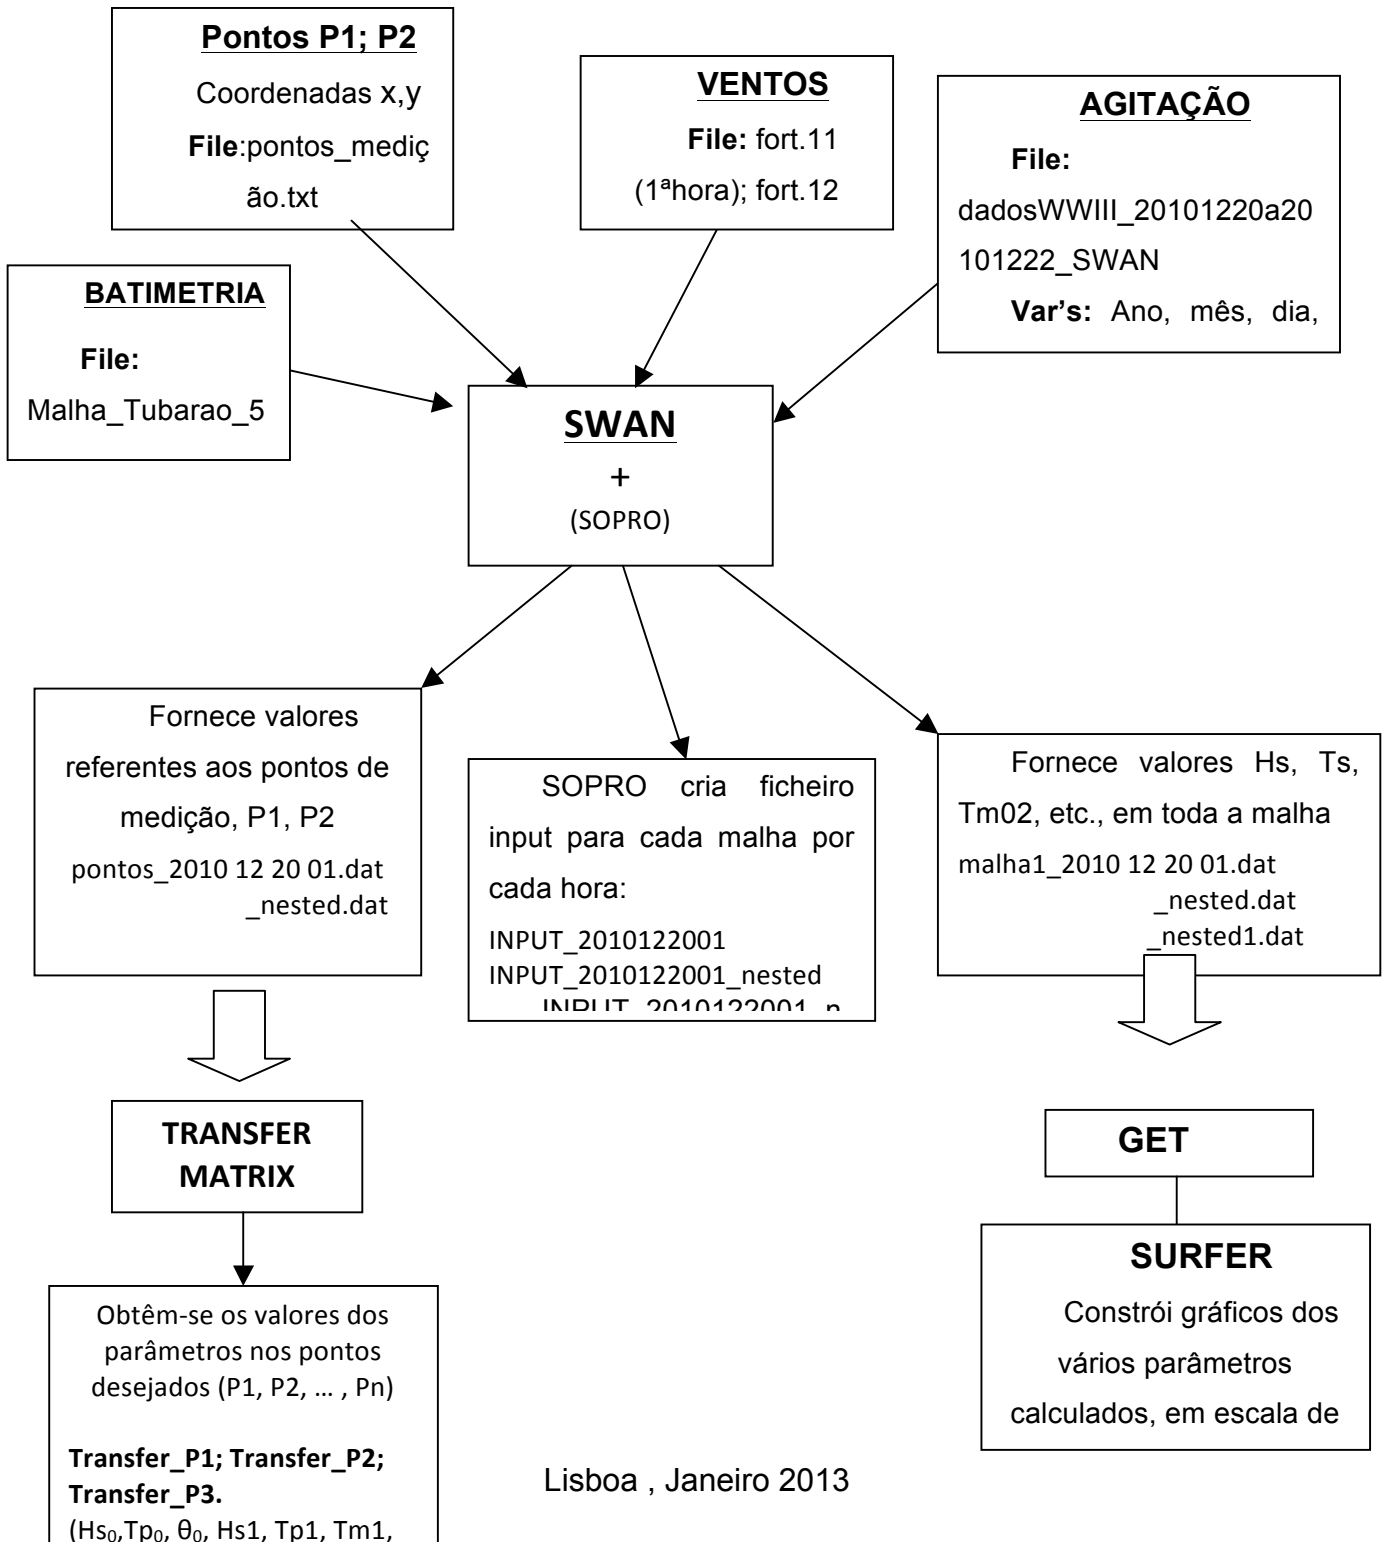 Pontos P1; P2
Coordenadas x,y
File:pontos_mediç
ão.txt
VENTOS
File: fort.11
(1ªhora); fort.12
AGITAÇÃO
File:
dadosWWIII_20101220a20
101222_SWAN
Var's: Ano, mês, dia,
BATIMETRIA
File:
Malha_Tubarao_5
SWAN
+
(SOPRO)
Fornece valores
referentes aos pontos de
medição, P1, P2
pontos_2010 12 20 01.dat
_nested.dat
SOPRO cria ficheiro
input para cada malha por
cada hora:
INPUT_2010122001
INPUT_2010122001_nested
INPUT_2010122001_n
Fornece valores Hs, Ts,
Tm02, etc., em toda a malha
malha1_2010 12 20 01.dat
_nested.dat
_nested1.dat
TRANSFER
MATRIX
GET
Obtêm-se os valores dos
parâmetros nos pontos
desejados (P1, P2, ... , Pn)
Transfer_P1; Transfer_P2;
Transfer_P3.
(Hs₀,Tp₀, θ₀, Hs1, Tp1, Tm1,
SURFER
Constrói gráficos dos
vários parâmetros
calculados, em escala de
Lisboa , Janeiro 2013